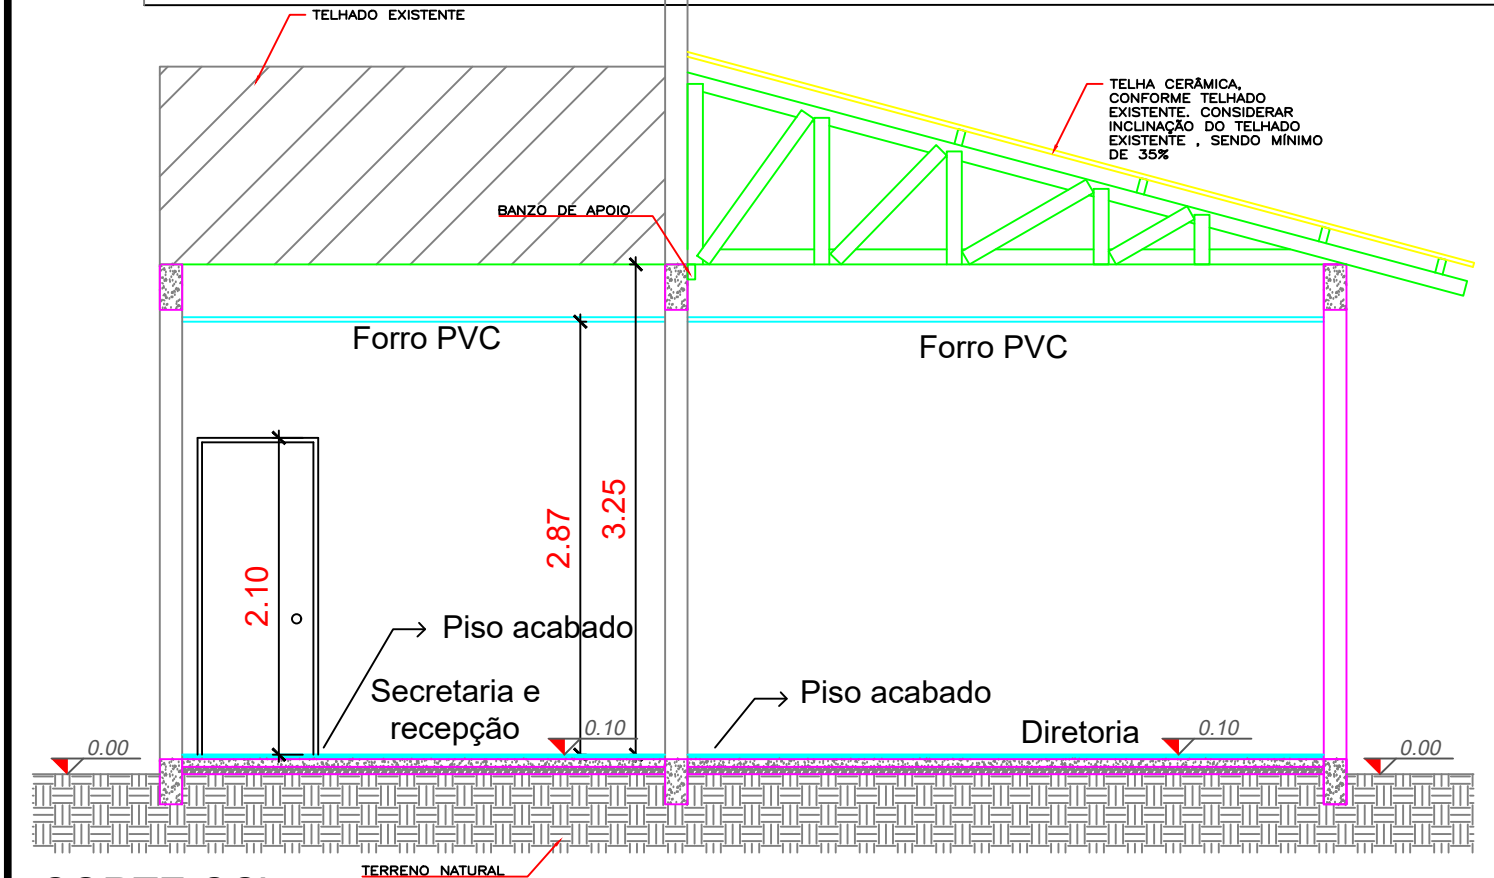 TELHADO EXISTENTE
TELHA CERÂMICA,
CONFORME TELHADO
EXISTENTE. CONSIDERAR
INCLINAÇÃO DO TELHADO
EXISTENTE , SENDO MÍNIMO
DE 35%
BANZO DE APOIO
Forro PVC
Forro PVC
2.10
2.87
3.25
Piso acabado
Secretaria e
recepção
0.10
Piso acabado
Diretoria
0.10
0.00
0.00
TERRENO NATURAL